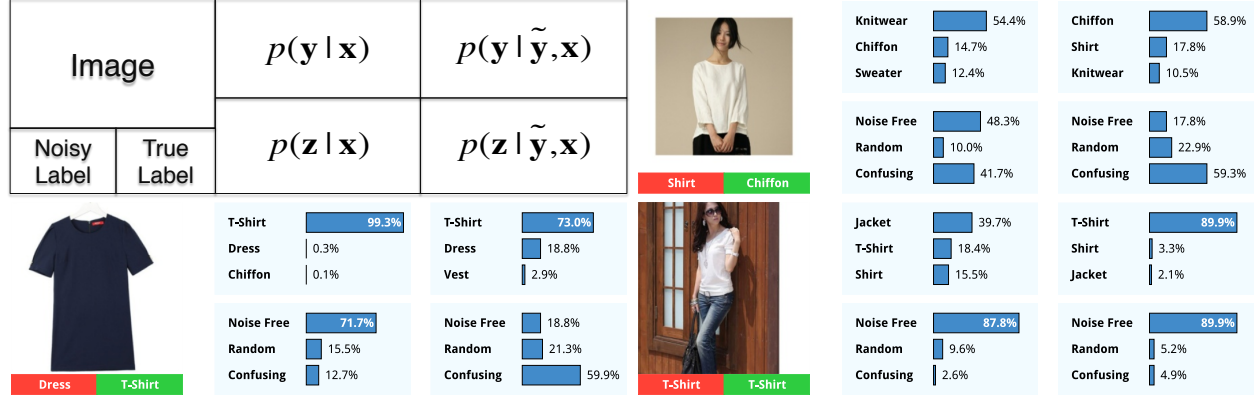 Image
p(y | x)
p(y | ỹ,x)
Noisy Label
True Label
p(z | x)
p(z | ỹ,x)
Shirt
Chiffon
Knitwear 54.4%
Chiffon 14.7%
Sweater 12.4%
Chiffon 58.9%
Shirt 17.8%
Knitwear 10.5%
Noise Free 48.3%
Random 10.0%
Confusing 41.7%
Noise Free 17.8%
Random 22.9%
Confusing 59.3%
Dress
T-Shirt
T-Shirt 99.3%
Dress 0.3%
Chiffon 0.1%
T-Shirt 73.0%
Dress 18.8%
Vest 2.9%
Noise Free 71.7%
Random 15.5%
Confusing 12.7%
Noise Free 18.8%
Random 21.3%
Confusing 59.9%
T-Shirt
T-Shirt
Jacket 39.7%
T-Shirt 18.4%
Shirt 15.5%
T-Shirt 89.9%
Shirt 3.3%
Jacket 2.1%
Noise Free 87.8%
Random 9.6%
Confusing 2.6%
Noise Free 89.9%
Random 5.2%
Confusing 4.9%